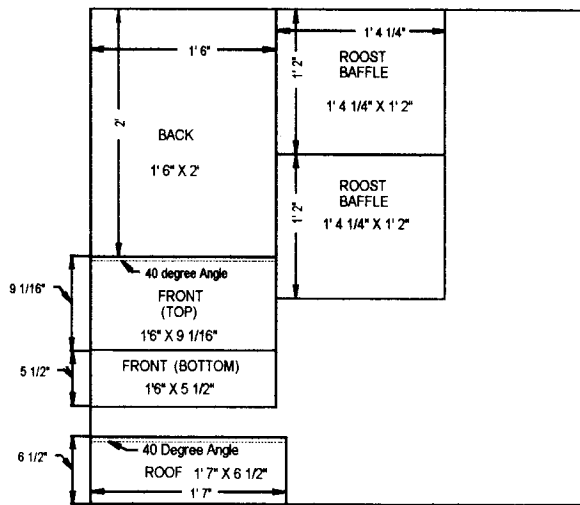 1' 6"
1' 4 1/4"
2'
1' 2"
ROOST
BAFFLE
1' 4 1/4" X 1' 2"
BACK
1' 6" X 2'
1' 2"
ROOST
BAFFLE
1' 4 1/4" X 1' 2"
40 degree Angle
9 1/16"
FRONT
(TOP)
1'6" X 9 1/16"
5 1/2"
FRONT (BOTTOM)
1'6" X 5 1/2"
40 Degree Angle
6 1/2"
ROOF 1' 7" X 6 1/2"
1' 7"